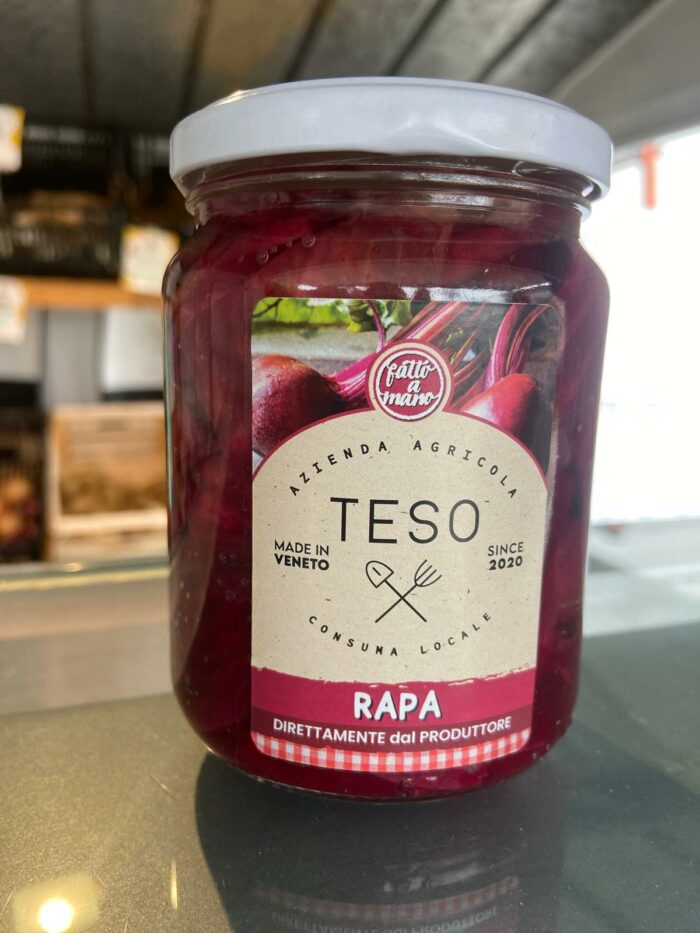 fatto
a
mano
AZIENDA AGRICOLA
TESO
MADE IN
VENETO
SINCE
2020
CONSUMA LOCALE
RAPA
DIRETTAMENTE dal PRODUTTORE